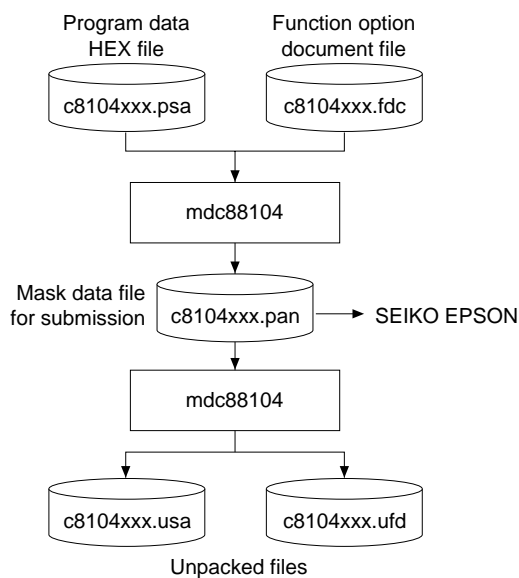 Program data
HEX file
Function option
document file
c8104xxx.psa
c8104xxx.fdc
mdc88104
Mask data file
for submission
c8104xxx.pan
SEIKO EPSON
mdc88104
c8104xxx.usa
c8104xxx.ufd
Unpacked files